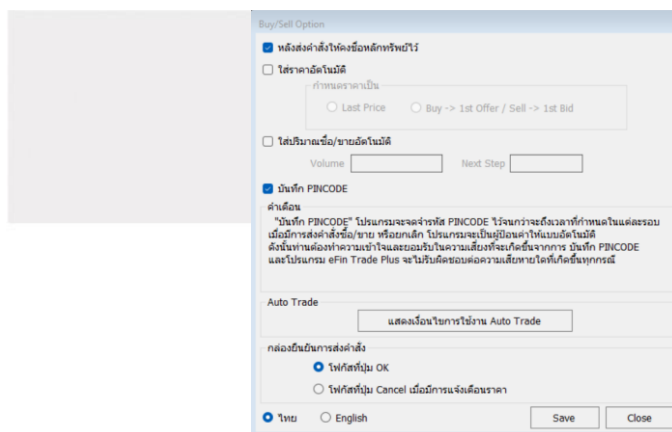 Buy/Sell Option
หลังส่งคำสั่งให้คงชื่อหลักทรัพย์ไว้
ใส่ราคาอัตโนมัติ
กำหนดราคาเป็น
Last Price Buy -> 1st Offer / Sell -> 1st Bid
ใส่ปริมาณซื้อ/ขายอัตโนมัติ
Volume Next Step
บันทึก PINCODE
คำเตือน
"บันทึก PINCODE" โปรแกรมจะจดจำรหัส PINCODE ไว้จนกว่าจะถึงเวลาที่กำหนดในแต่ละรอบ
เมื่อมีการส่งคำสั่งซื้อ/ขาย หรือยกเลิก โปรแกรมจะเป็นผู้ป้อนค่าให้แบบอัตโนมัติ
ดังนั้นท่านต้องทำความเข้าใจและยอมรับในความเสี่ยงที่จะเกิดขึ้นจากการ บันทึก PINCODE
และโปรแกรม eFin Trade Plus จะไม่รับผิดชอบต่อความเสียหายใดที่เกิดขึ้นทุกกรณี
Auto Trade
แสดงเงื่อนไขการใช้งาน Auto Trade
กล่องยืนยันการส่งคำสั่ง
โฟกัสที่ปุ่ม OK
โฟกัสที่ปุ่ม Cancel เมื่อมีการแจ้งเตือนราคา
ไทย English Save Close